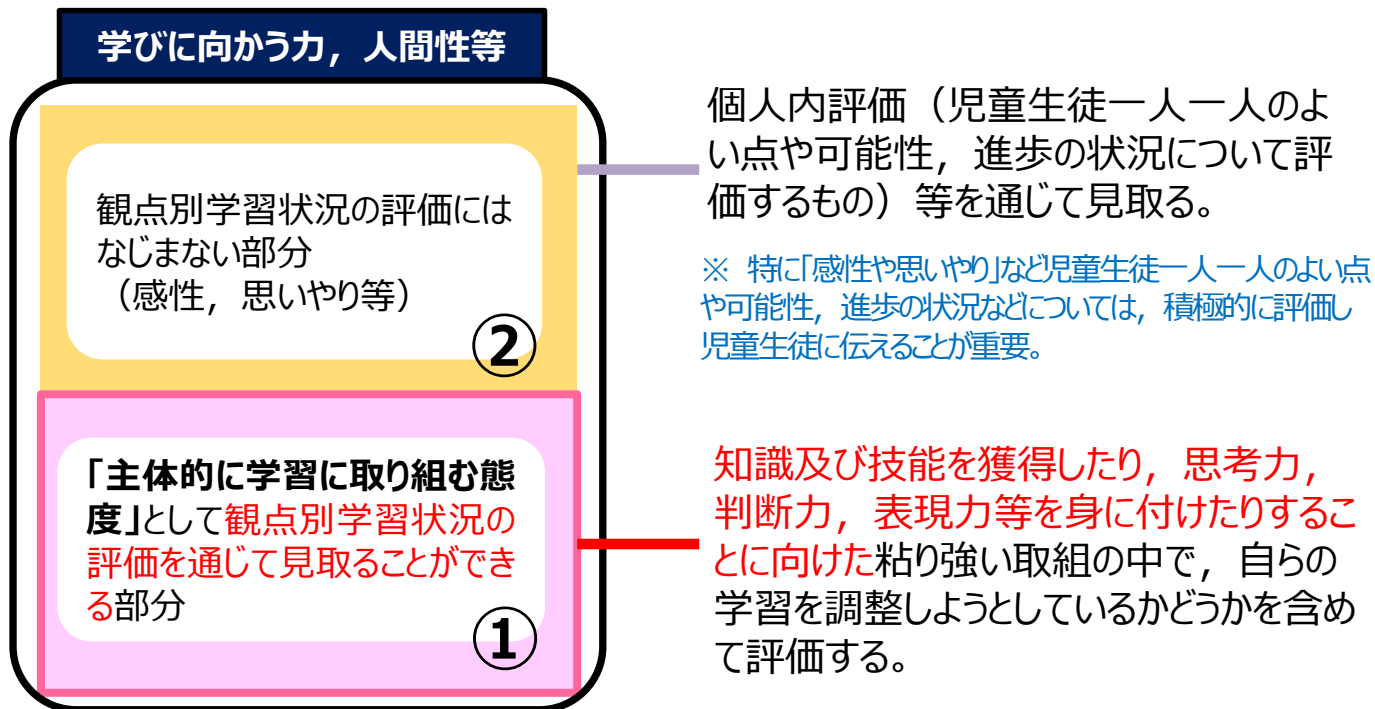 学びに向かう力，人間性等
観点別学習状況の評価には
なじまない部分
（感性，思いやり等）
②
個人内評価（児童生徒一人一人のよ
い点や可能性，進歩の状況について評
価するもの）等を通じて見取る。
※　特に「感性や思いやり」など児童生徒一人一人のよい点
や可能性，進歩の状況などについては，積極的に評価し
児童生徒に伝えることが重要。
「主体的に学習に取り組む態
度」として観点別学習状況の
評価を通じて見取ることができ
る部分
①
知識及び技能を獲得したり，思考力，
判断力，表現力等を身に付けたりするこ
とに向けた粘り強い取組の中で，自らの
学習を調整しようとしているかどうかを含め
て評価する。